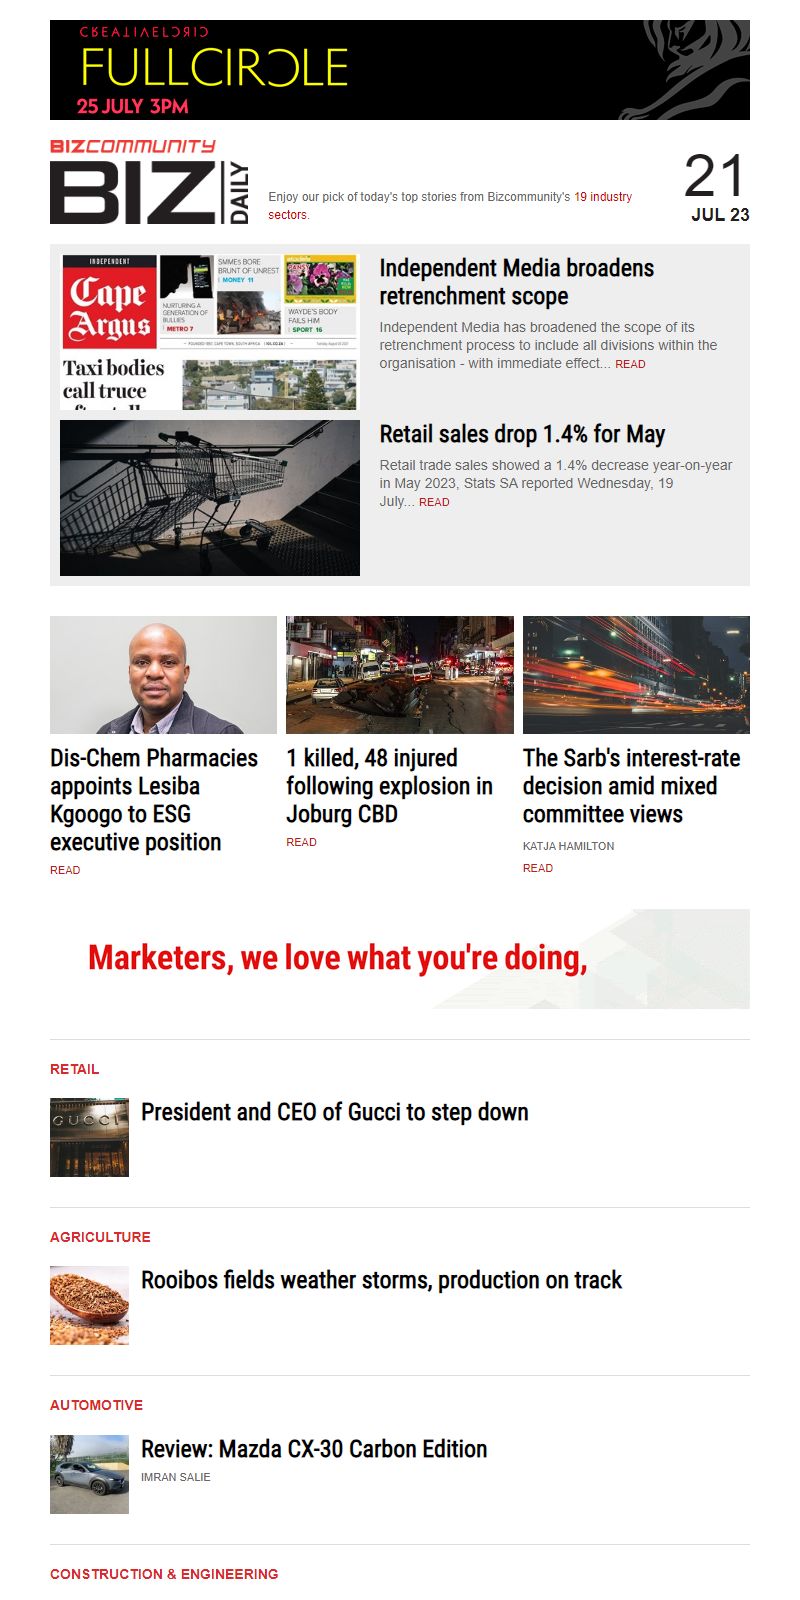 CREATIVECIRCLE
FULLCIRCLE
25 JULY 3PM
BIZCOMMUNITY
BIZ
DAILY
Enjoy our pick of today's top stories from Bizcommunity's 19 industry
sectors.
21
JUL 23
INDEPENDENT
Cape
Argus
NURTURING A
GENERATION OF
BULLIES
METRO 7
SMMEs BORE
BRUNT OF UNREST
MONEY 11
WAYDE'S BODY
FAILS HIM
SPORT 16
Taxi bodies
call truce
Independent Media broadens
retrenchment scope
Independent Media has broadened the scope of its
retrenchment process to include all divisions within the
organisation - with immediate effect... READ
Retail sales drop 1.4% for May
Retail trade sales showed a 1.4% decrease year-on-year
in May 2023, Stats SA reported Wednesday, 19
July... READ
Dis-Chem Pharmacies
appoints Lesiba
Kgoogo to ESG
executive position
READ
1 killed, 48 injured
following explosion in
Joburg CBD
READ
The Sarb's interest-rate
decision amid mixed
committee views
KATJA HAMILTON
READ
Marketers, we love what you're doing,
RETAIL
GUCCI
President and CEO of Gucci to step down
AGRICULTURE
Rooibos fields weather storms, production on track
AUTOMOTIVE
Review: Mazda CX-30 Carbon Edition
IMRAN SALIE
CONSTRUCTION & ENGINEERING